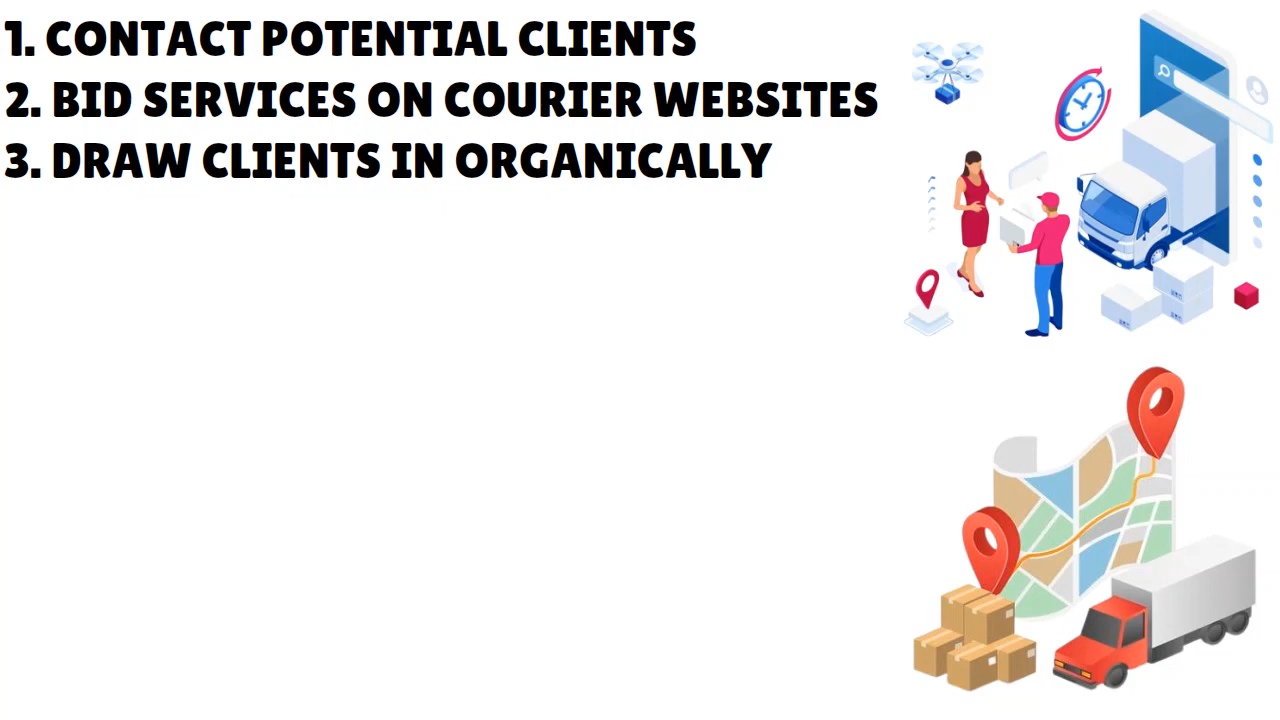 1. CONTACT POTENTIAL CLIENTS
2. BID SERVICES ON COURIER WEBSITES
3. DRAW CLIENTS IN ORGANICALLY